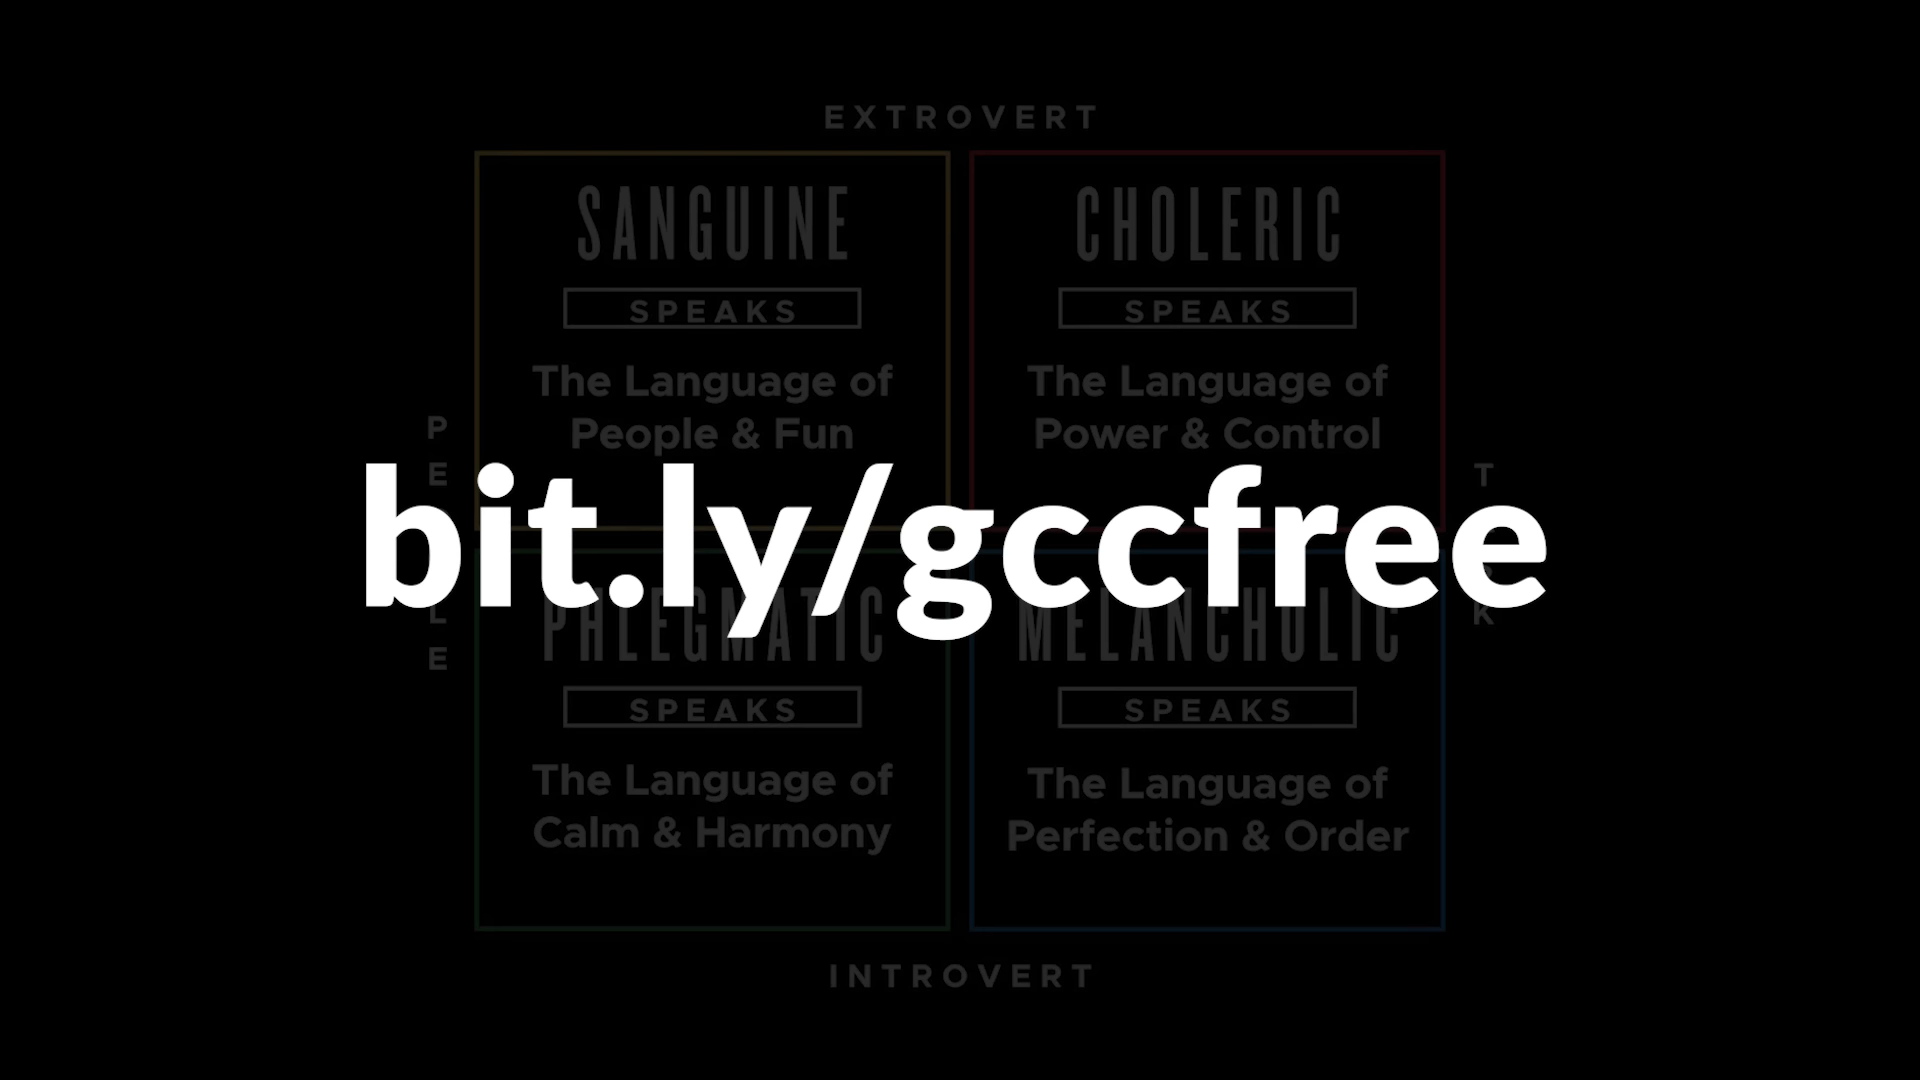 EXTROVERT
SANGUINE
CHOLERIC
SPEAKS
SPEAKS
The Language of
People & Fun
The Language of
Power & Control
bit.ly/gccfree
PHLEGMATIC
MELANCHOLIC
SPEAKS
SPEAKS
The Language of
Calm & Harmony
The Language of
Perfection & Order
INTROVERT